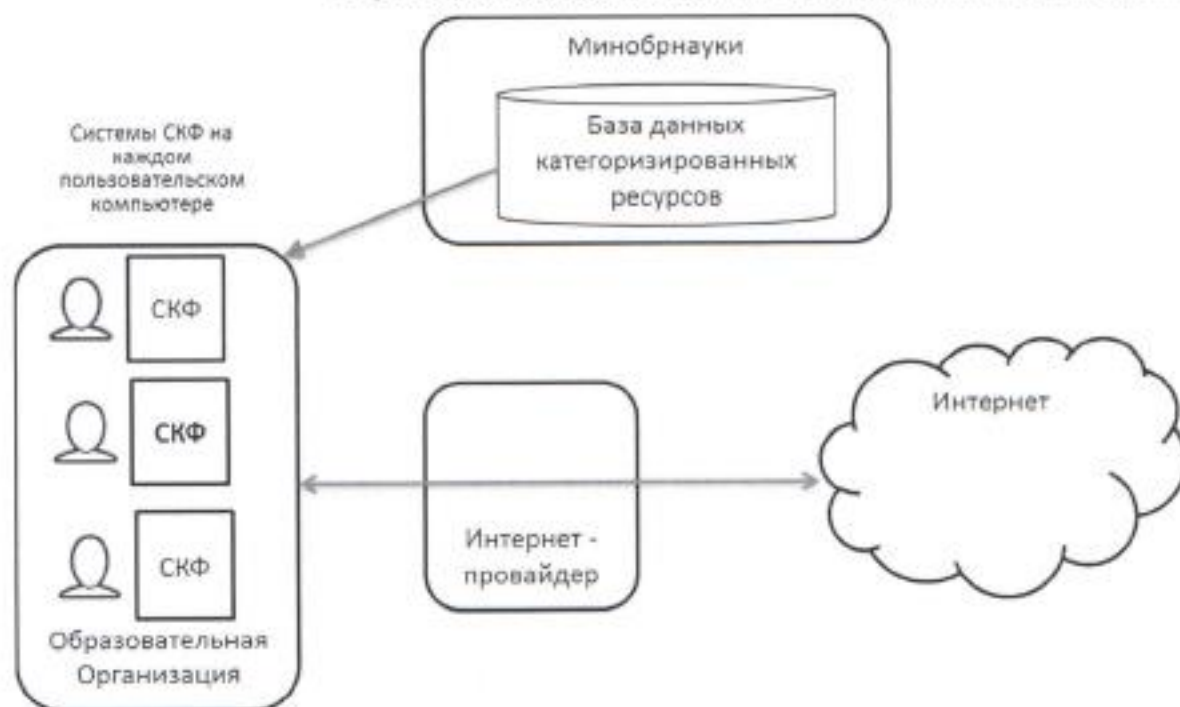 Минобрнауки
База данных
категоризированных
ресурсов
Системы СКФ на
каждом
пользовательском
компьютере
СКФ
СКФ
СКФ
Образовательная
Организация
Интернет -
провайдер
Интернет